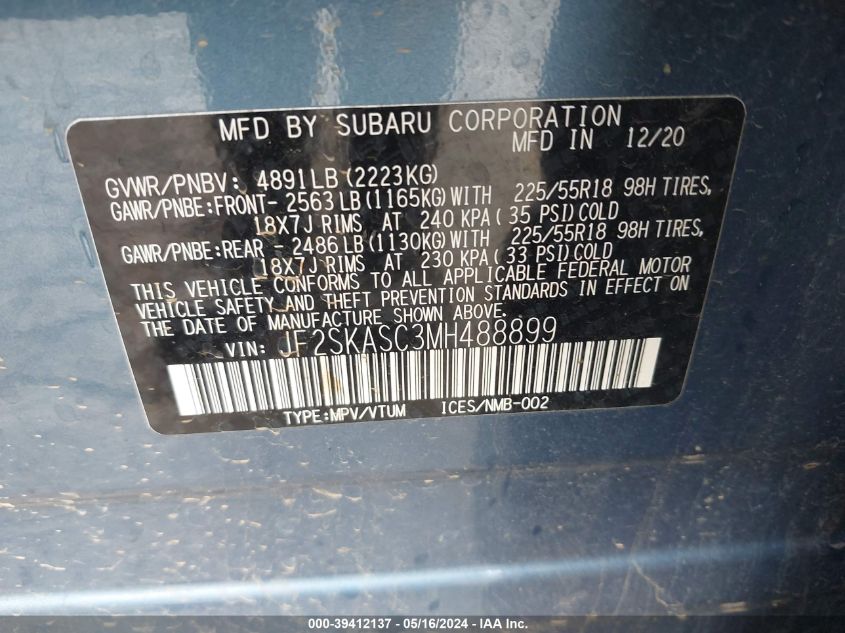 MFD BY SUBARU CORPORATION
MFD IN 12/20
GVWR/PNBV: 4891LB(2223KG)
GAWR/PNBE:FRONT- 2563LB(1165KG)WITH 225/55R18 98H TIRES,
18X7J RIMS AT 240 KPA(35 PSI)COLD
GAWR/PNBE:REAR - 2486LB(1130KG)WITH 225/55R18 98H TIRES,
18X7J RIMS AT 230 KPA(33 PSI)COLD
THIS VEHICLE CONFORMS TO ALL APPLICABLE FEDERAL MOTOR
VEHICLE SAFETY AND THEFT PREVENTION STANDARDS IN EFFECT ON
THE DATE OF MANUFACTURE SHOWN ABOVE.
VIN: JF2SKASC3MH488899
TYPE:MPV/VTUM ICES/NMB-002
000-39412137 - 05/16/2024 - IAA Inc.